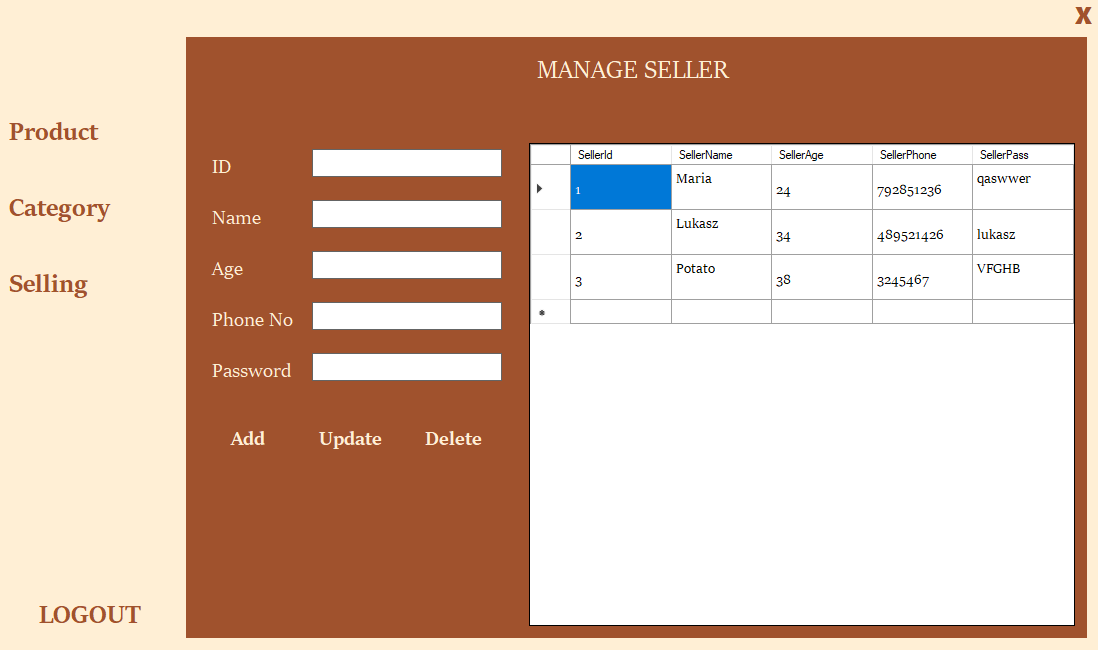 X
MANAGE SELLER
Product
Category
Selling
LOGOUT
ID
Name
Age
Phone No
Password
Add Update Delete
SellerId SellerName SellerAge SellerPhone SellerPass
1 Maria 24 792851236 qaswwer
2 Lukasz 34 489521426 lukasz
3 Potato 38 3245467 VFGHB